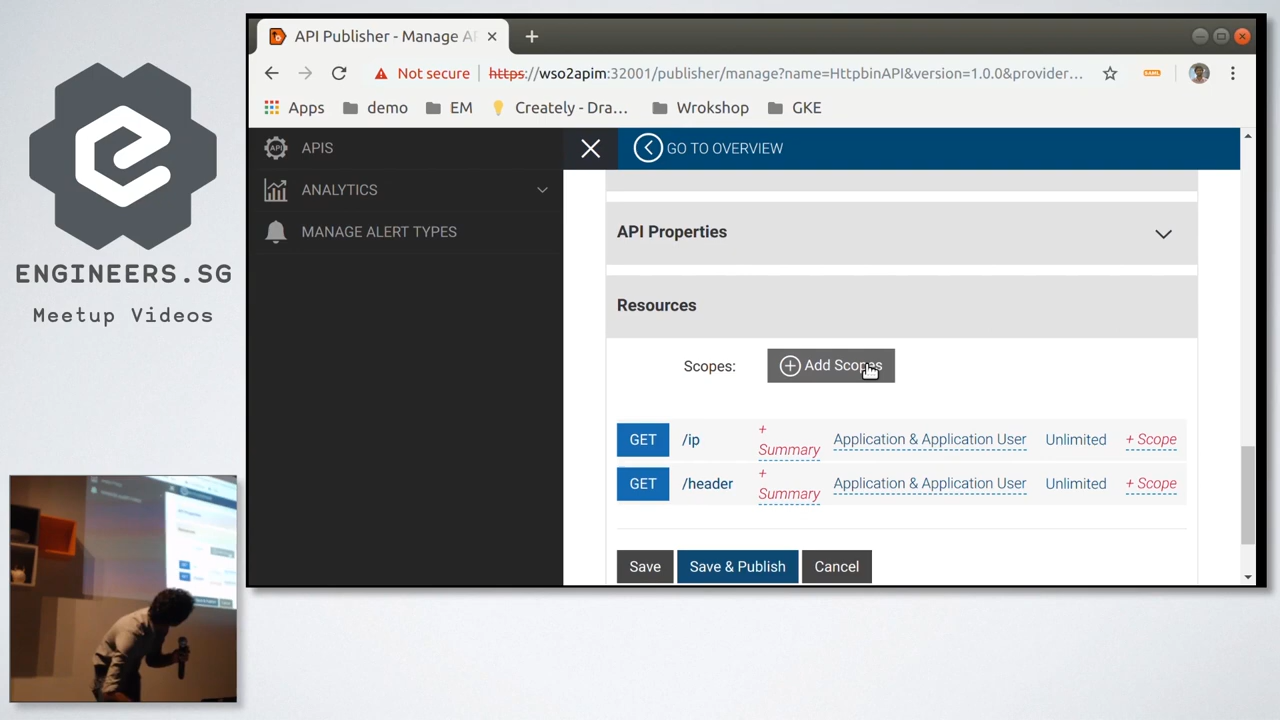 API Publisher - Manage A
Not secure
https://wso2apim:32001/publisher/manage?name=HttpbinAPI&version=1.0.0&provider...
SAML
Apps
demo
EM
Creately - Dra...
Wrokshop
GKE
API
APIS
GO TO OVERVIEW
ANALYTICS
MANAGE ALERT TYPES
ENGINEERS.SG
Meetup Videos
API Properties
Resources
Scopes:
Add Scopes
GET /ip + Summary Application & Application User Unlimited + Scope
GET /header + Summary Application & Application User Unlimited + Scope
Save
Save & Publish
Cancel